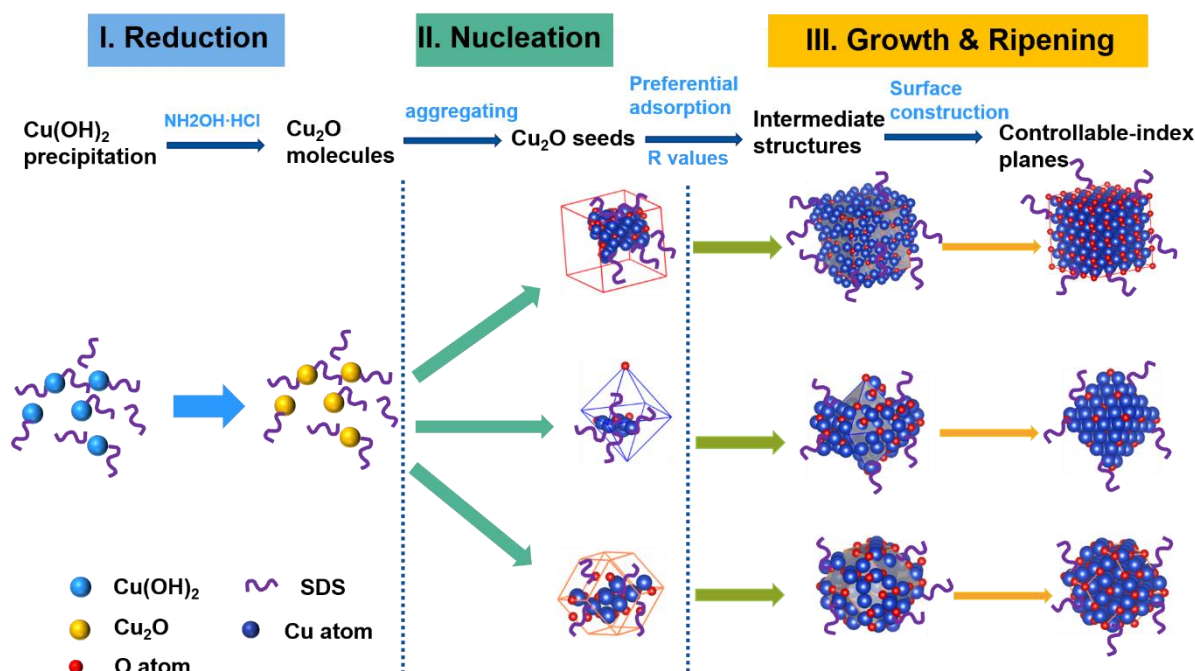 I. Reduction
II. Nucleation
III. Growth & Ripening
Cu(OH)₂
precipitation
NH2OH·HCl
Cu₂O
molecules
aggregating
Cu₂O seeds
Preferential
adsorption
R values
Intermediate
structures
Surface
construction
Controllable-index
planes
Cu(OH)₂
SDS
Cu₂O
Cu atom
O atom